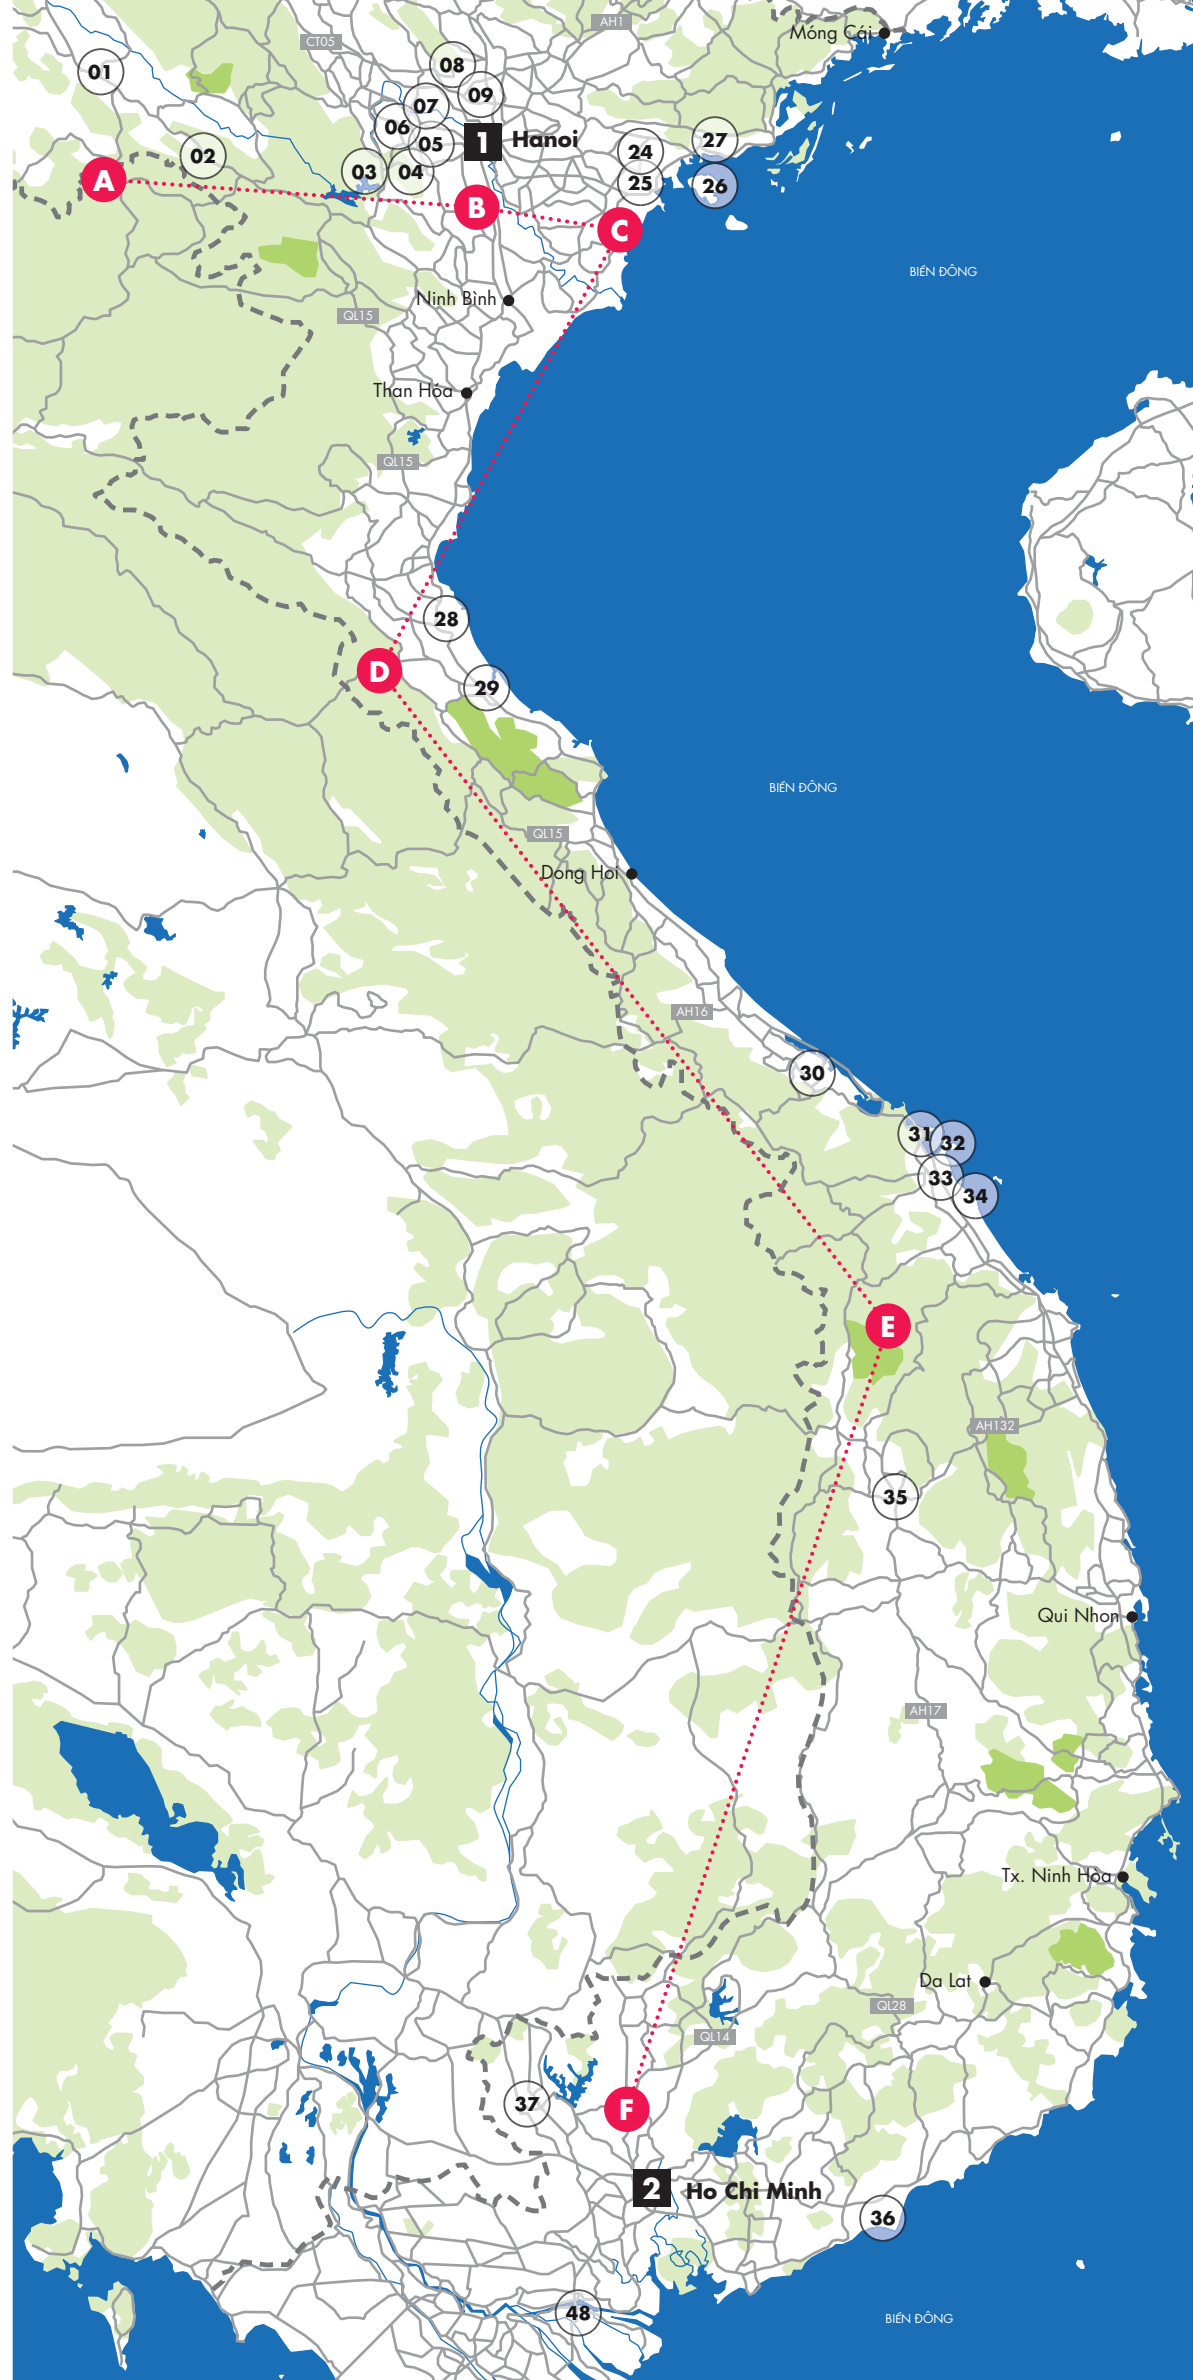 AH1
Móng Cái
CT05
08
01
09
07
06
05
1 Hanoi
27
24
02
03
04
25
26
A
B
C
BIỂN ĐÔNG
Ninh Bình
QL15
Than Hóa
QL15
28
D
29
BIỂN ĐÔNG
QL15
Dong Hoi
AH16
30
31
32
33
34
E
AH132
35
Qui Nhon
AH17
Tx. Ninh Hòa
Da Lat
QL28
QL14
37
F
2 Ho Chi Minh
36
48
BIỂN ĐÔNG